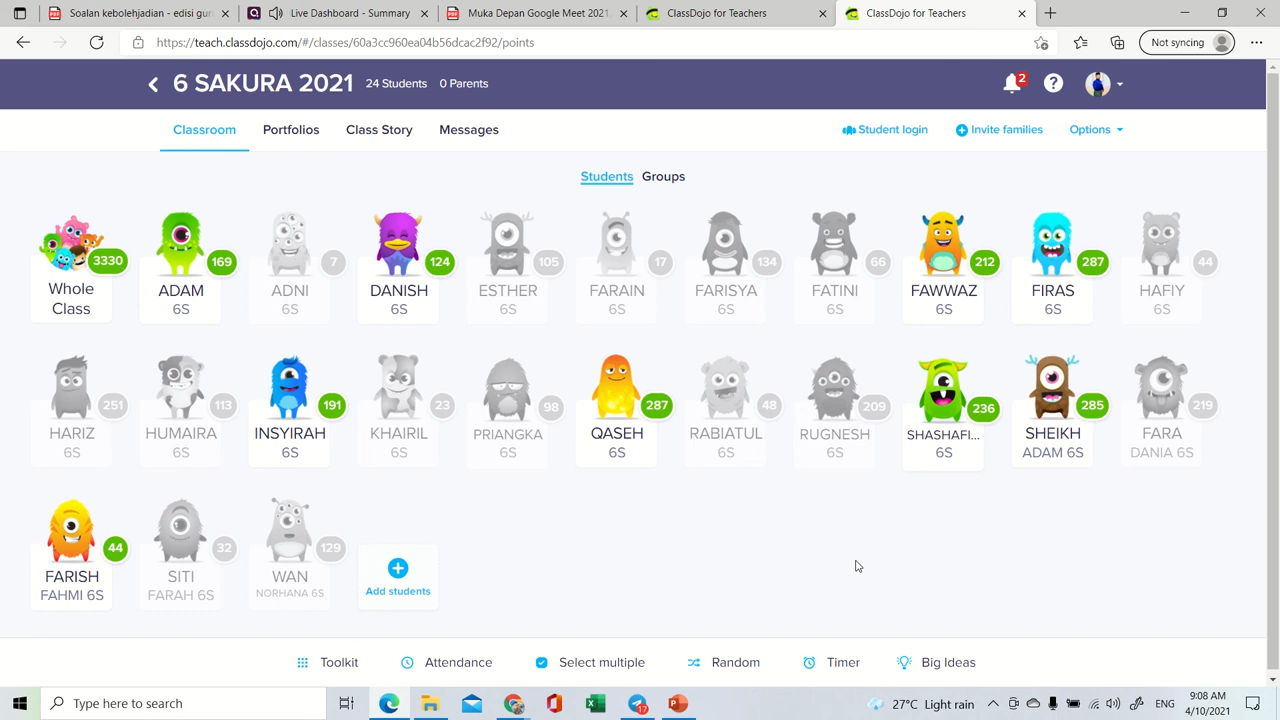 Soalan kebolehjaran - edisi gun
Live Dashboard - Summary
Muka Depan Google Meet 2021
ClassDojo for Teachers
ClassDojo for Teachers
https://teach.classdojo.com/#/classes/60a3cc960ea04b56dcac2f92/points
Not syncing
6 SAKURA 2021 24 Students 0 Parents
2
Classroom Portfolios Class Story Messages
Student login Invite families Options
Students Groups
3330 169 7 124 105 17 134 66 212 287 44
Whole Class ADAM ADNI DANISH ESTHER FARAIN FARISYA FATINI FAWWAZ FIRAS HAFIY
6S 6S 6S 6S 6S 6S 6S 6S 6S 6S
251 113 191 23 98 287 48 209 236 285 219
HARIZ HUMAIRA INSYIRAH KHAIRIL PRIANGKA QASEH RABIATUL RUGNESH SHASHAFI... SHEIKH FARA
6S 6S 6S 6S 6S 6S 6S 6S 6S ADAM 6S DANIA 6S
44 32 129
FARISH SITI WAN
FAHMI 6S FARAH 6S NORHANA 6S Add students
Toolkit Attendance Select multiple Random Timer Big Ideas
Type here to search
17
27°C Light rain
ENG
9:08 AM
4/10/2021